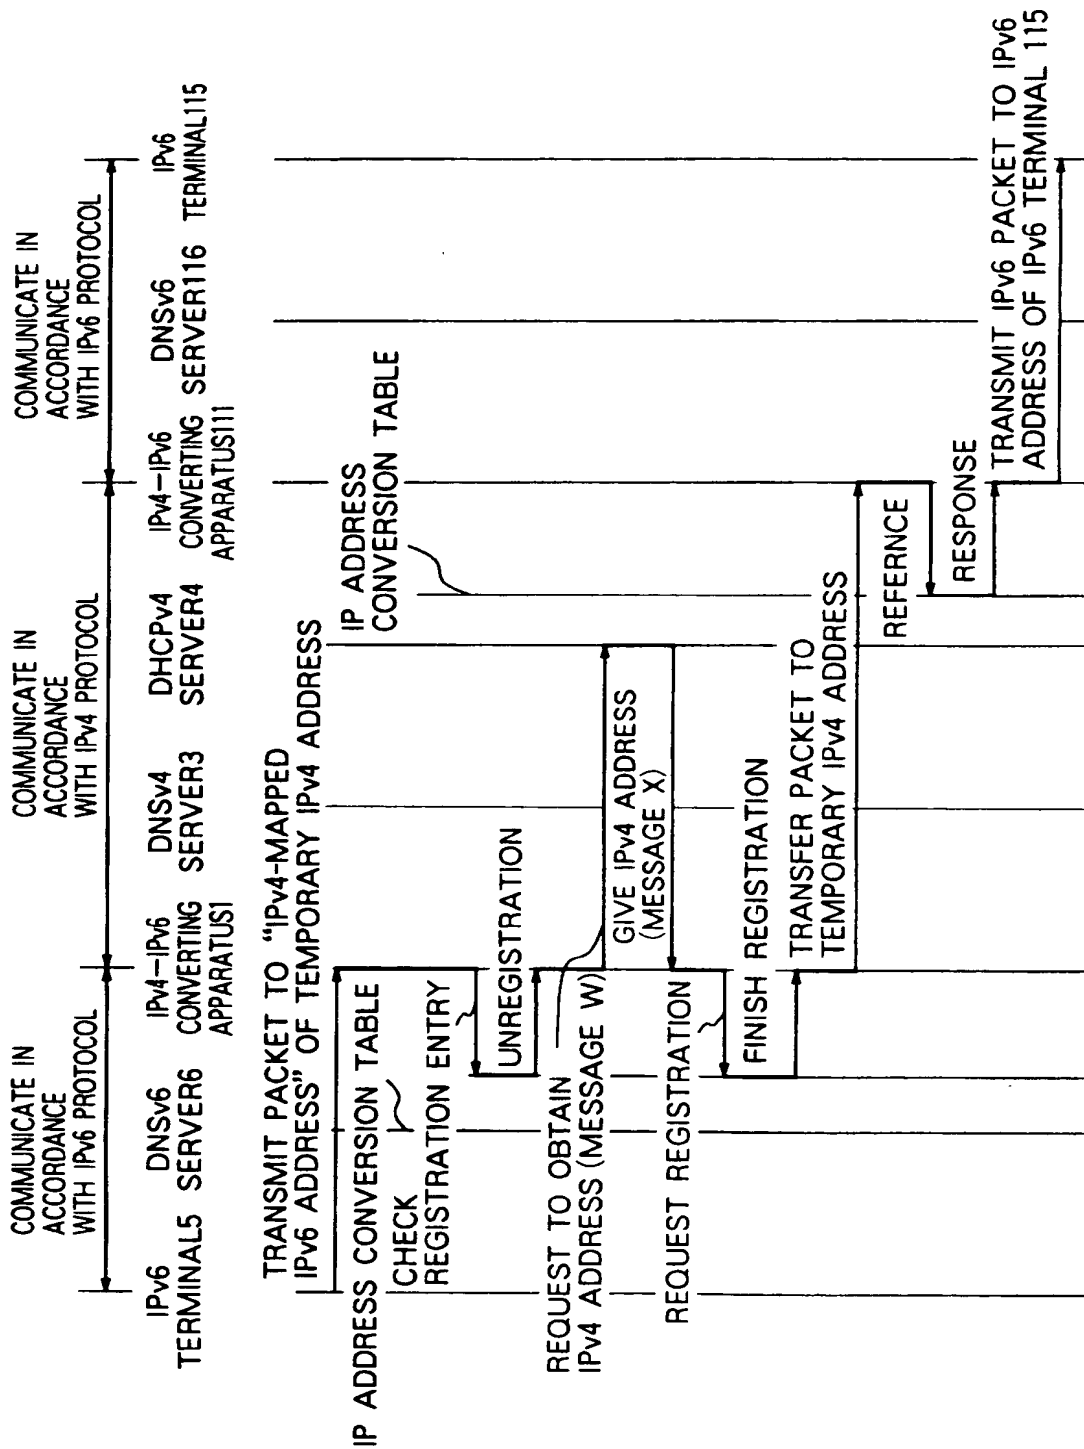 COMMUNICATE IN
ACCORDANCE
WITH IPv6 PROTOCOL
COMMUNICATE IN
ACCORDANCE
WITH IPv4 PROTOCOL
COMMUNICATE IN
ACCORDANCE
WITH IPv6 PROTOCOL
IPv6
TERMINAL5
DNSv6
SERVER6
IPv4-IPv6
CONVERTING
APPARATUS1
DNSv4
SERVER3
DHCPv4
SERVER4
IPv4-IPv6
CONVERTING
APPARATUS111
DNSv6
SERVER116
IPv6
TERMINAL115
TRANSMIT PACKET TO "IPv4-MAPPED
IPv6 ADDRESS" OF TEMPORARY IPv4 ADDRESS
IP ADDRESS CONVERSION TABLE
IP ADDRESS
CONVERSION TABLE
CHECK
REGISTRATION ENTRY
UNREGISTRATION
REQUEST TO OBTAIN
IPv4 ADDRESS (MESSAGE W)
GIVE IPv4 ADDRESS
(MESSAGE X)
REQUEST REGISTRATION
FINISH REGISTRATION
TRANSFER PACKET TO
TEMPORARY IPv4 ADDRESS
REFERNCE
RESPONSE
TRANSMIT IPv6 PACKET TO IPv6
ADDRESS OF IPv6 TERMINAL 115